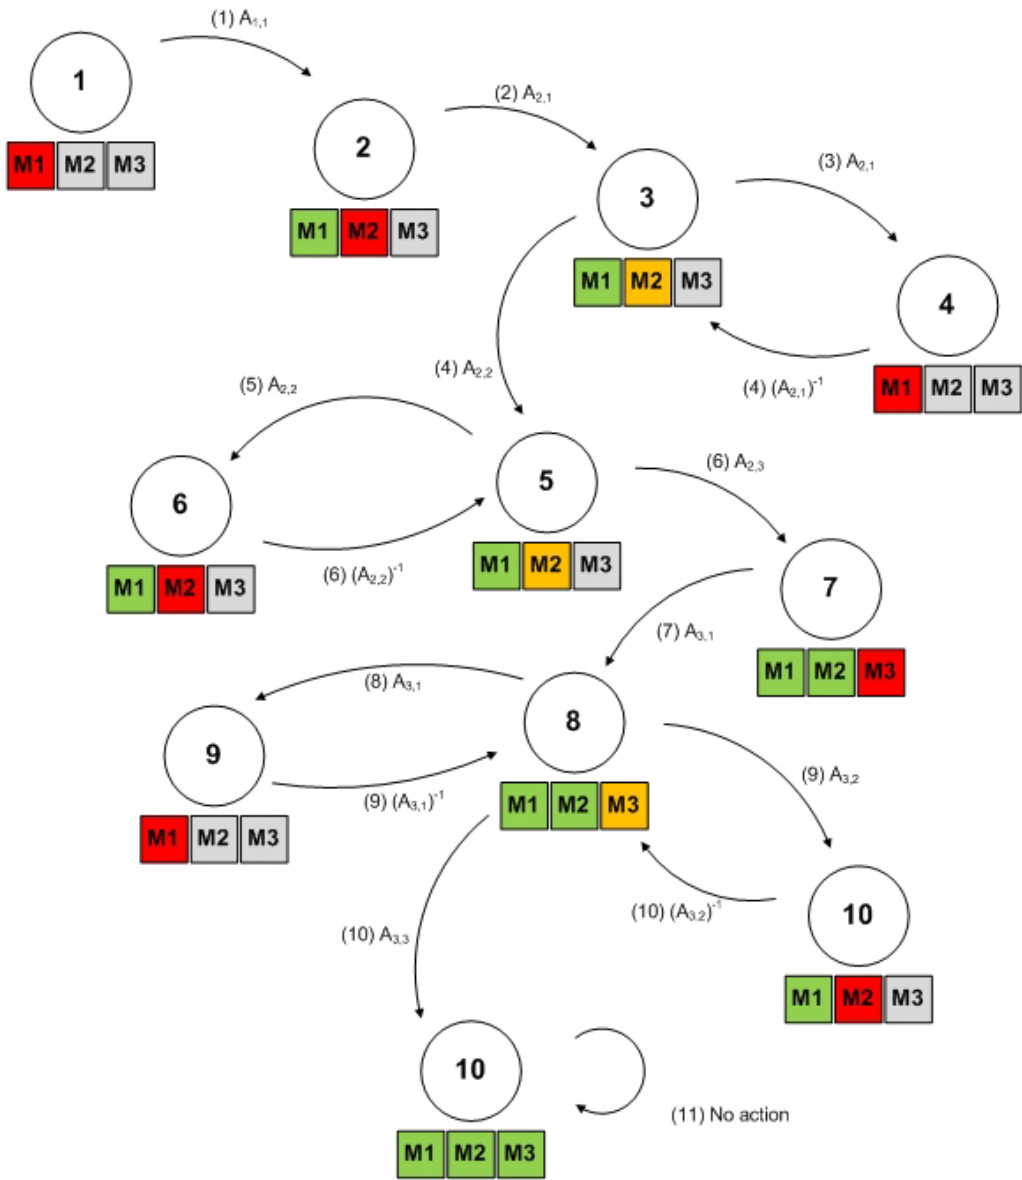 (1) A₁,₁
1
M1 M2 M3
(2) A₂,₁
2
M1 M2 M3
(3) A₂,₁
3
M1 M2 M3
4
M1 M2 M3
(4) A₂,₂
(4) (A₂,₁)⁻¹
(5) A₂,₂
5
M1 M2 M3
(6) A₂,₃
6
M1 M2 M3
(6) (A₂,₂)⁻¹
7
M1 M2 M3
(7) A₃,₁
(8) A₃,₁
8
M1 M2 M3
9
M1 M2 M3
(9) (A₃,₁)⁻¹
(9) A₃,₂
10
M1 M2 M3
(10) (A₃,₂)⁻¹
(10) A₃,₃
10
M1 M2 M3
(11) No action